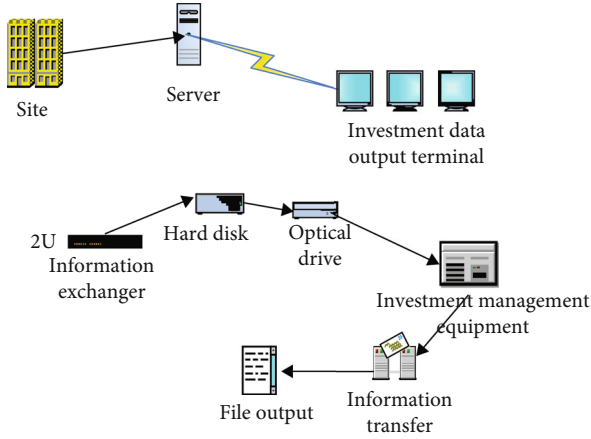 Site
Server
Investment data
output terminal
Hard disk
Optical
drive
2U
Information
exchanger
Investment management
equipment
File output
Information
transfer